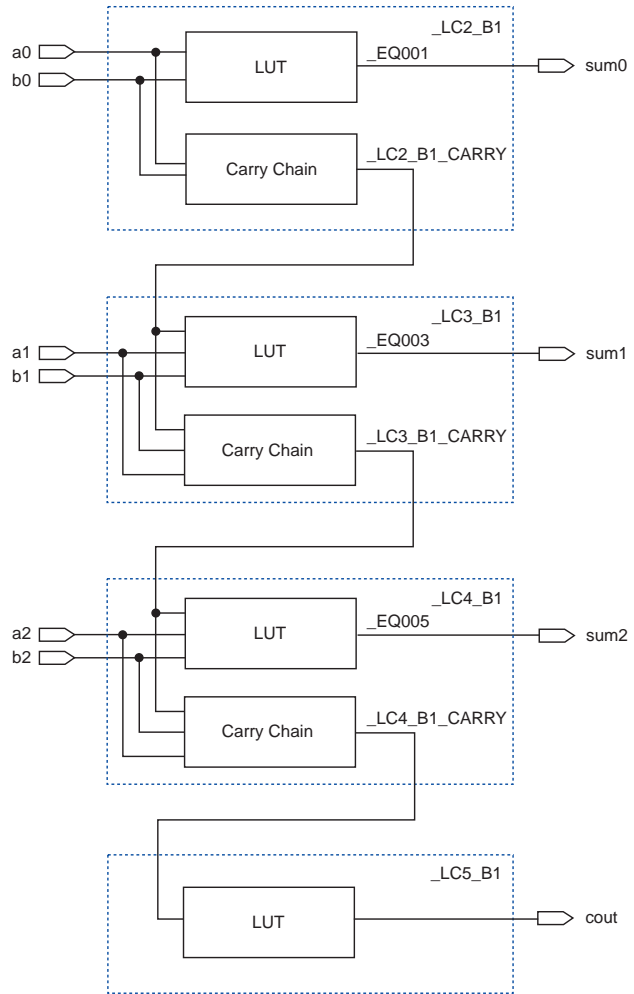 _LC2_B1
a0
b0
LUT
_EQ001
sum0
_LC2_B1_CARRY
Carry Chain
_LC3_B1
a1
b1
LUT
_EQ003
sum1
_LC3_B1_CARRY
Carry Chain
_LC4_B1
a2
b2
LUT
_EQ005
sum2
_LC4_B1_CARRY
Carry Chain
_LC5_B1
LUT
cout